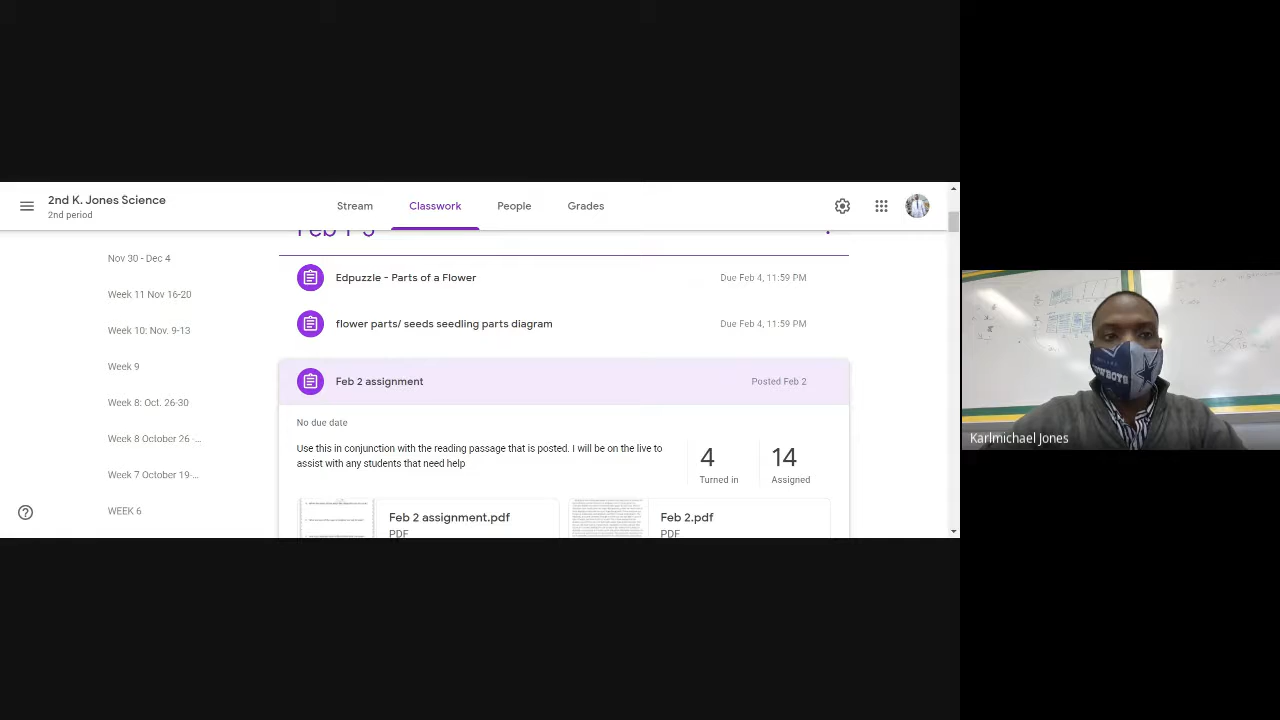 2nd K. Jones Science
2nd period
Stream
Classwork
People
Grades
Feb 1-5
Nov 30 - Dec 4
Week 11 Nov 16-20
Week 10: Nov. 9-13
Week 9
Week 8: Oct. 26-30
Week 8 October 26 -...
Week 7 October 19-...
WEEK 6
Edpuzzle - Parts of a Flower
Due Feb 4, 11:59 PM
flower parts/ seeds seedling parts diagram
Due Feb 4, 11:59 PM
Feb 2 assignment
Posted Feb 2
No due date
Use this in conjunction with the reading passage that is posted. I will be on the live to
assist with any students that need help
4
Turned in
14
Assigned
Feb 2 assignment.pdf
PDF
Feb 2.pdf
PDF
COWBOYS
Karlmichael Jones